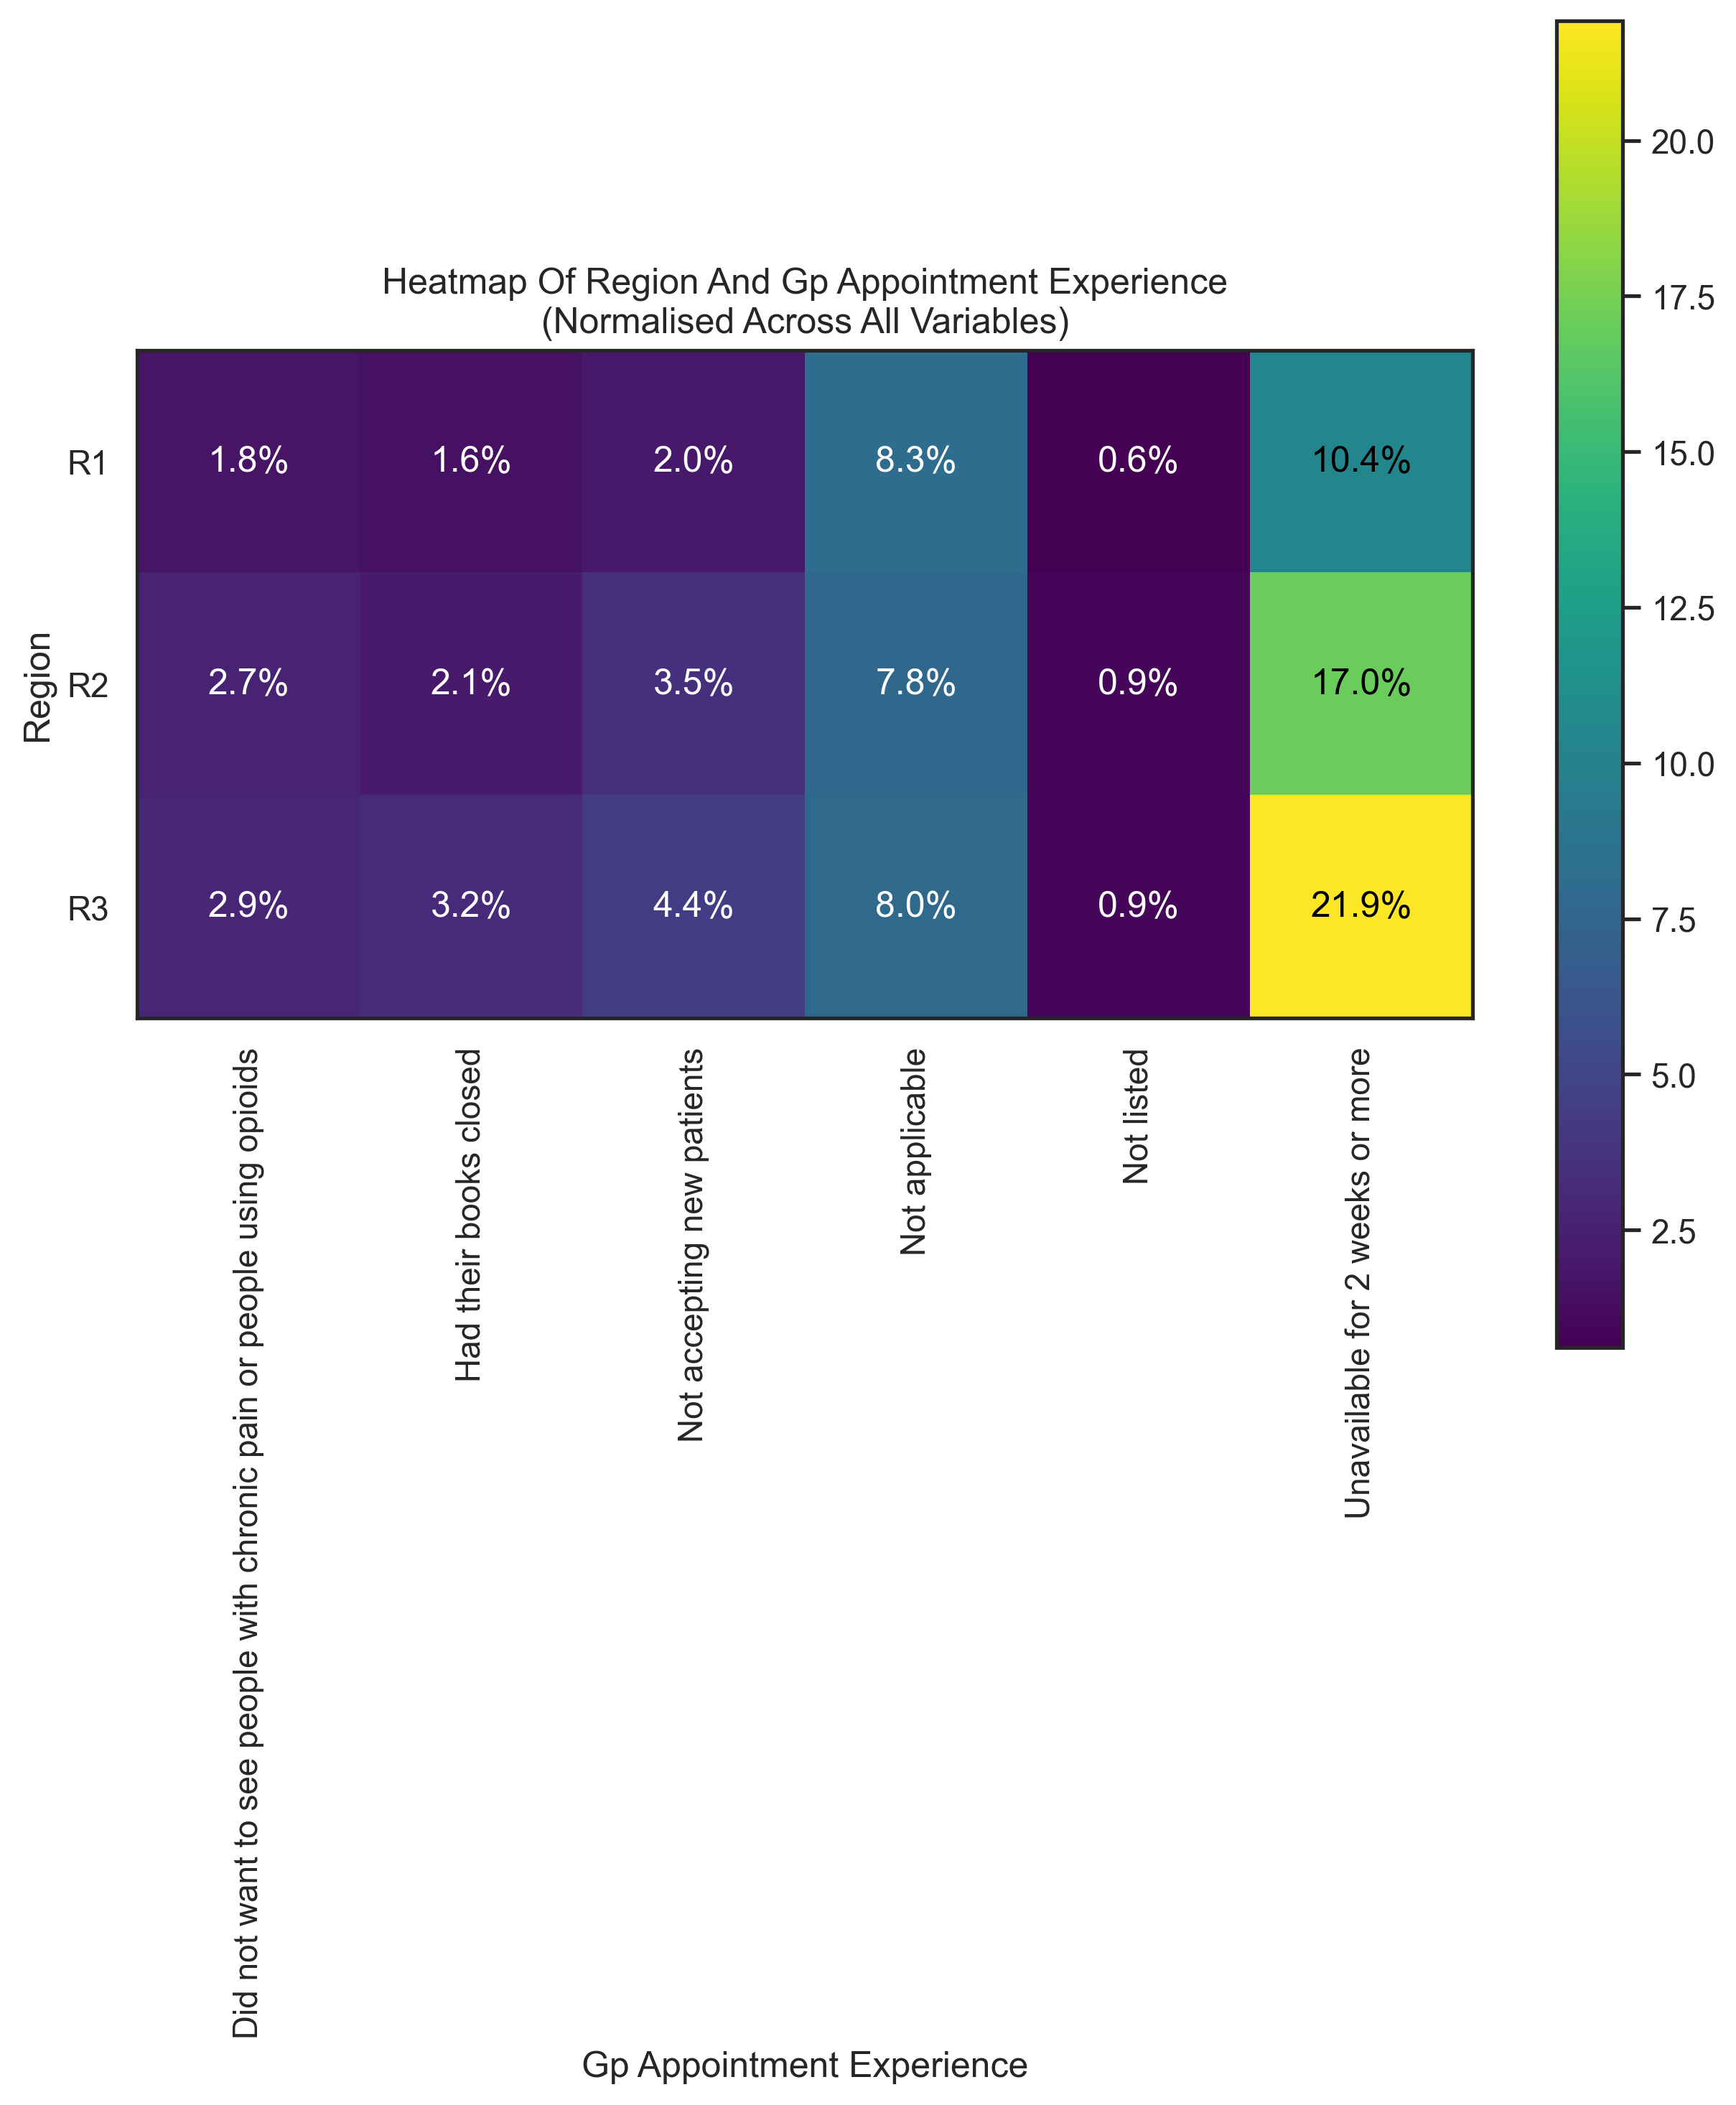 Heatmap Of Region And Gp Appointment Experience
(Normalised Across All Variables)
Region
R1
1.8%
1.6%
2.0%
8.3%
0.6%
10.4%
R2
2.7%
2.1%
3.5%
7.8%
0.9%
17.0%
R3
2.9%
3.2%
4.4%
8.0%
0.9%
21.9%
Did not want to see people with chronic pain or people using opioids
Had their books closed
Not accepting new patients
Not applicable
Not listed
Unavailable for 2 weeks or more
Gp Appointment Experience
20.0
17.5
15.0
12.5
10.0
7.5
5.0
2.5